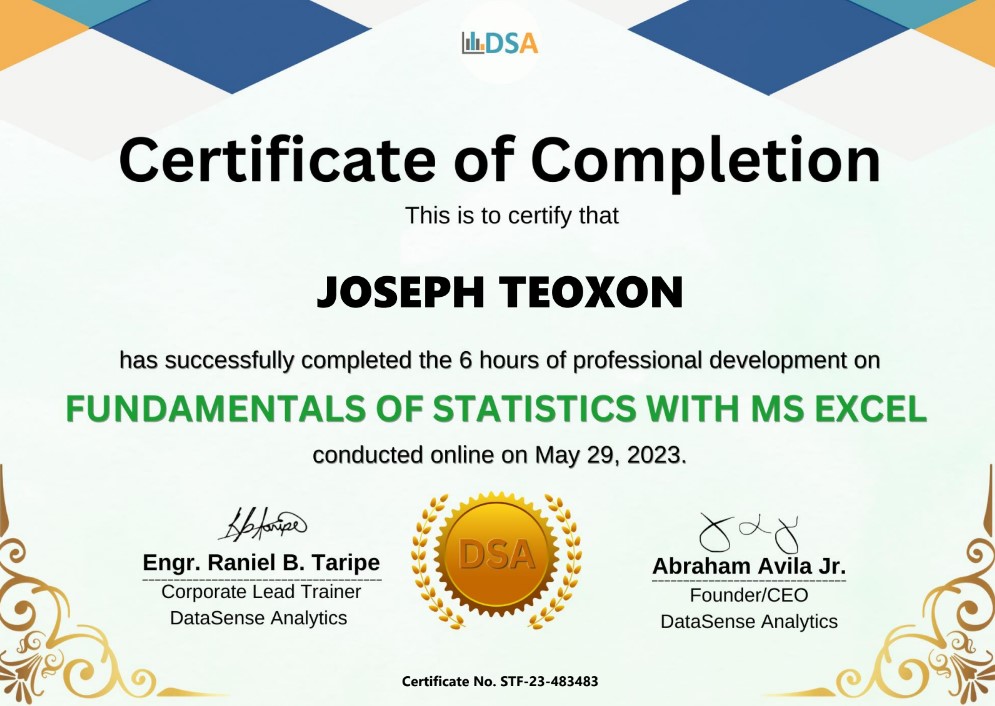 DSA
Certificate of Completion
This is to certify that
JOSEPH TEOXON
has successfully completed the 6 hours of professional development on
FUNDAMENTALS OF STATISTICS WITH MS EXCEL
conducted online on May 29, 2023.
DSA
Engr. Raniel B. Taripe
Corporate Lead Trainer
DataSense Analytics
Abraham Avila Jr.
Founder/CEO
DataSense Analytics
Certificate No. STF-23-483483